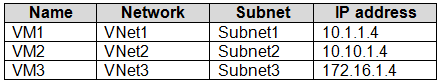 Name Network Subnet IP address
VM1 VNet1 Subnet1 10.1.1.4
VM2 VNet2 Subnet2 10.10.1.4
VM3 VNet3 Subnet3 172.16.1.4